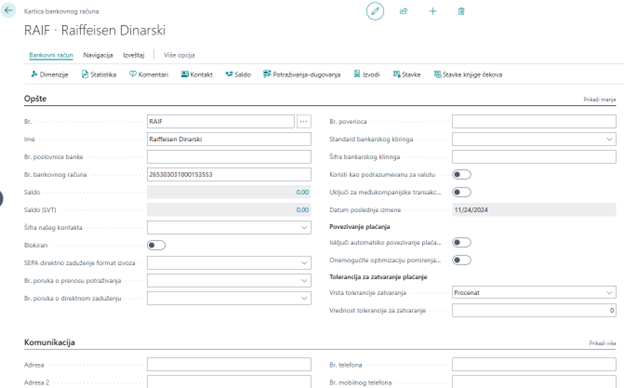 Kartica bankovnog računa
RAIF · Raiffeisen Dinarski
Bankovni račun Navigacija Izveštaj Više opcija
Dimenzije Statistika Komentari Kontakt Saldo Potraživanja-dugovanja Izvodi Stavke Stavke knjige čekova
Opšte Prikaži manje
Br. RAIF ...
Ime Raiffeisen Dinarski
Br. poslovnice banke
Br. bankovnog računa 265303031000153553
Saldo 0.00
Saldo (SVT) 0.00
Šifra našeg kontakta
Blokiran
SEPA direktno zaduženje format izvoza
Br. poruka o prenosu potraživanja
Br. poruka o direktnom zaduženju
Br. poverioca
Standard bankarskog kliringa
Šifra bankarskog kliringa
Koristi kao podrazumevanu za valutu
Uključi za međukompanijske transakc...
Datum poslednje izmene 11/24/2024
Povezivanje plaćanja
Isključi automatsko povezivanje plaća...
Onemogućite optimizaciju pomirenja...
Tolerancija za zatvaranje plaćanje
Vrsta tolerancije zatvaranja Procenat
Vrednost tolerancije za zatvaranje 0
Komunikacija Prikaži više
Adresa
Adresa 2
Br. telefona
Br. mobilnog telefona